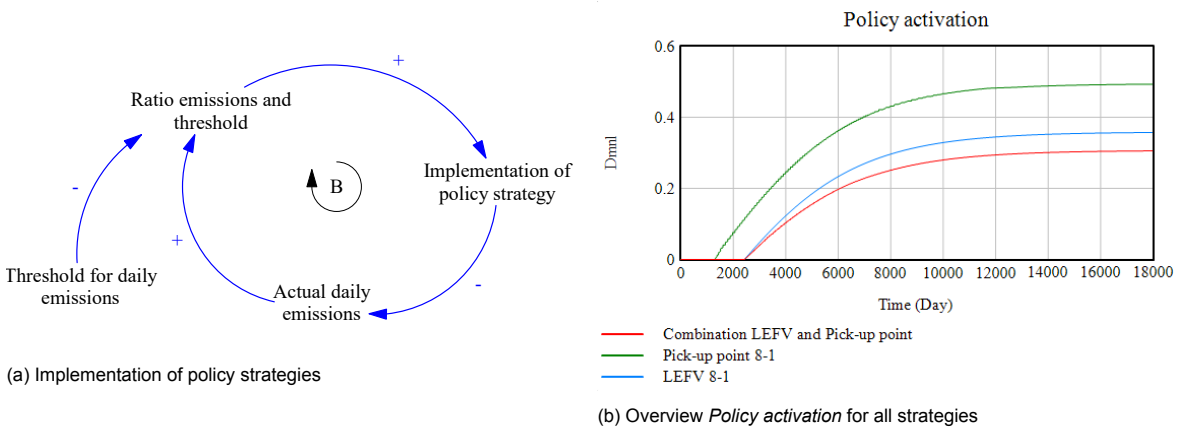 +
Ratio emissions and
threshold
-
B
Implementation of
policy strategy
+
Threshold for daily
emissions
Actual daily
emissions
-
(a) Implementation of policy strategies
Policy activation
0.6
0.4
0.2
0
Dmnl
0 2000 4000 6000 8000 10000 12000 14000 16000 18000
Time (Day)
Combination LEFV and Pick-up point
Pick-up point 8-1
LEFV 8-1
(b) Overview Policy activation for all strategies